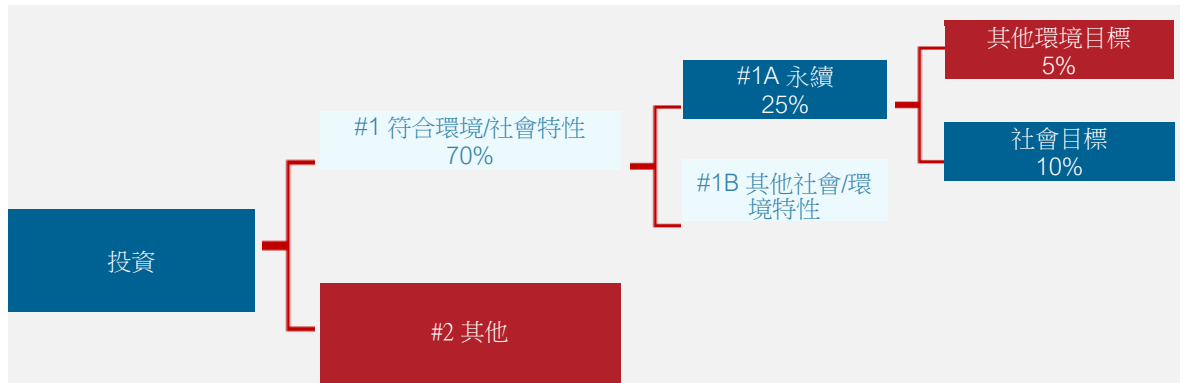 其他環境目標
5%
#1A 永續
25%
#1 符合環境/社會特性
70%
社會目標
10%
#1B 其他社會/環
境特性
投資
#2 其他